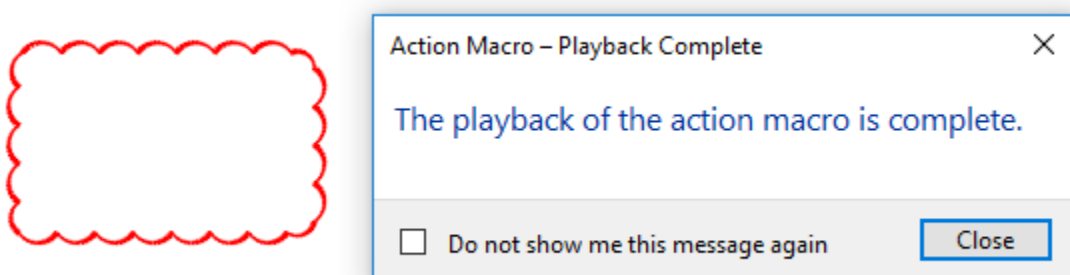 Action Macro – Playback Complete
The playback of the action macro is complete.
Do not show me this message again
Close